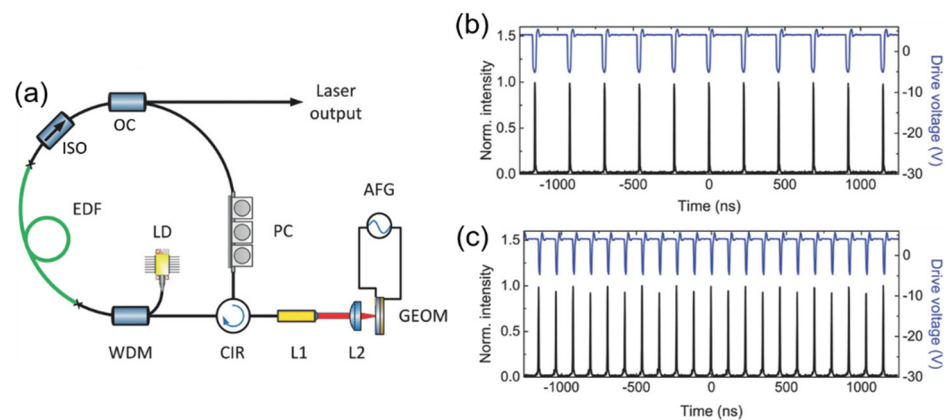 (a)
Laser
output
OC
ISO
EDF
LD
PC
AFG
GEOM
WDM
CIR
L1
L2
(b)
Norm. intensity
1.5
1.0
0.5
0.0
-1000
-500
0
500
1000
Time (ns)
0
-10
-20
-30
Drive voltage (V)
(c)
Norm. intensity
1.5
1.0
0.5
0.0
-1000
-500
0
500
1000
Time (ns)
0
-10
-20
-30
Drive voltage (V)